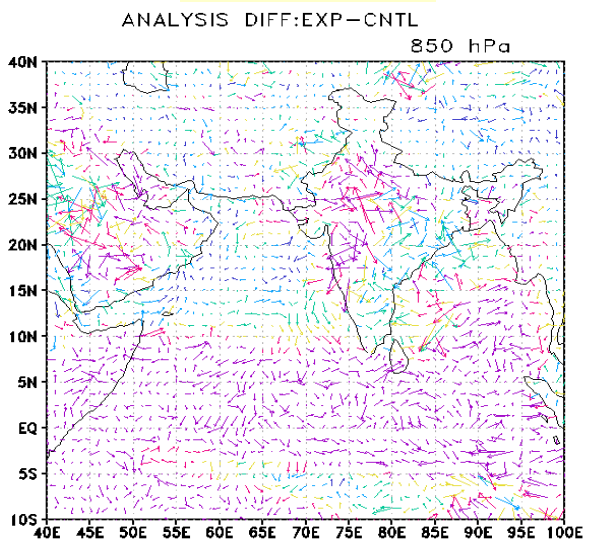 ANALYSIS DIFF:EXP-CNTL
850 hPa
40N
35N
30N
25N
20N
15N
10N
5N
EQ
5S
10S
40E 45E 50E 55E 60E 65E 70E 75E 80E 85E 90E 95E 100E